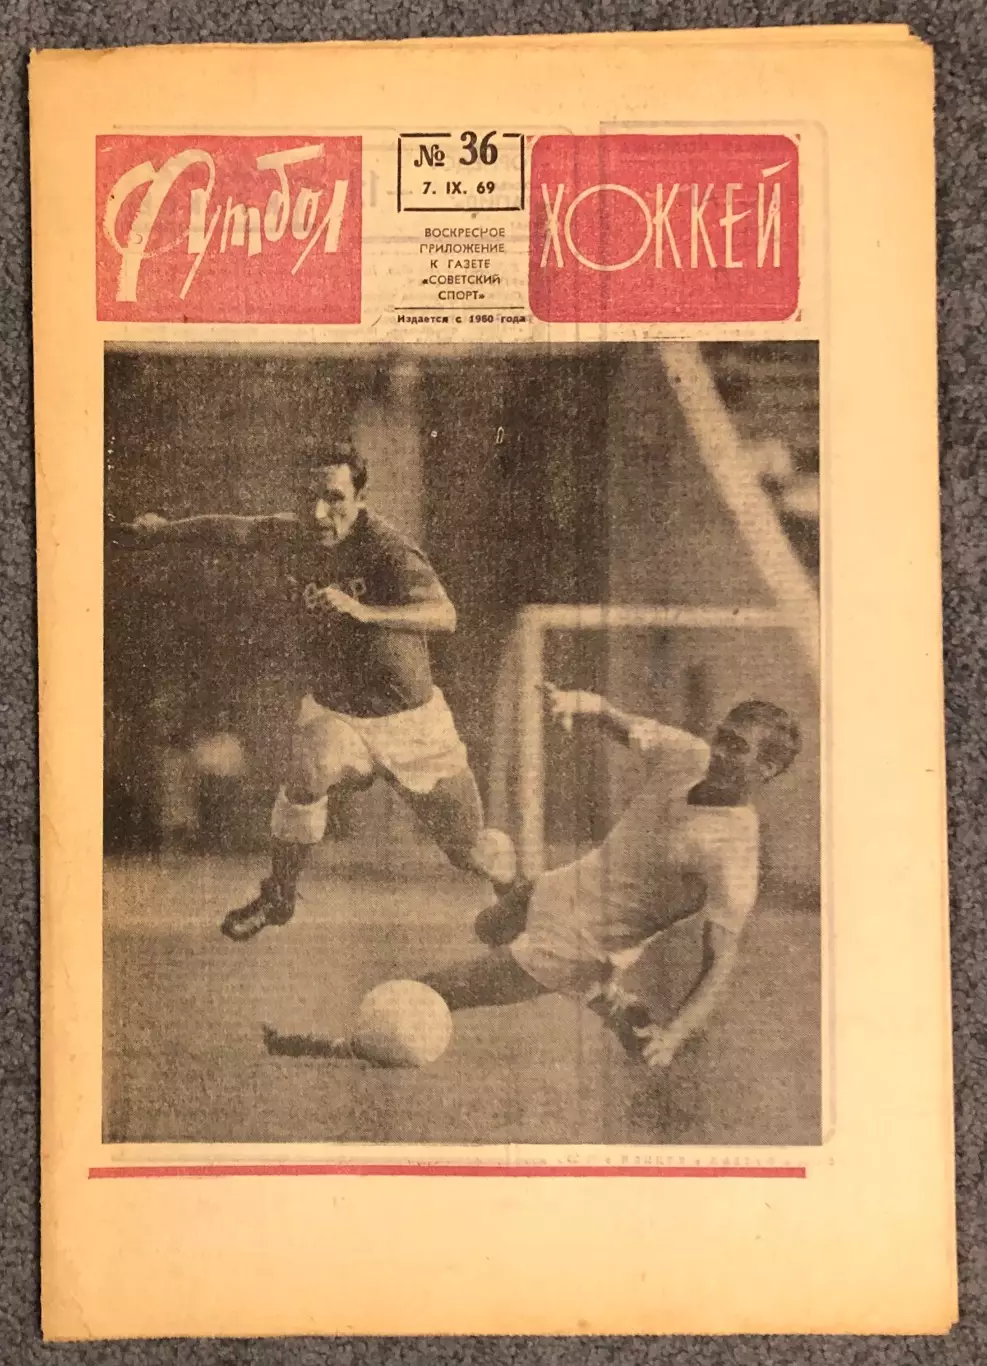 Футбол
№ 36
7. IX. 69
ВОСКРЕСНОЕ
ПРИЛОЖЕНИЕ
К ГАЗЕТЕ
«СОВЕТСКИЙ
СПОРТ»
Издается с 1960 года
ХОККЕЙ